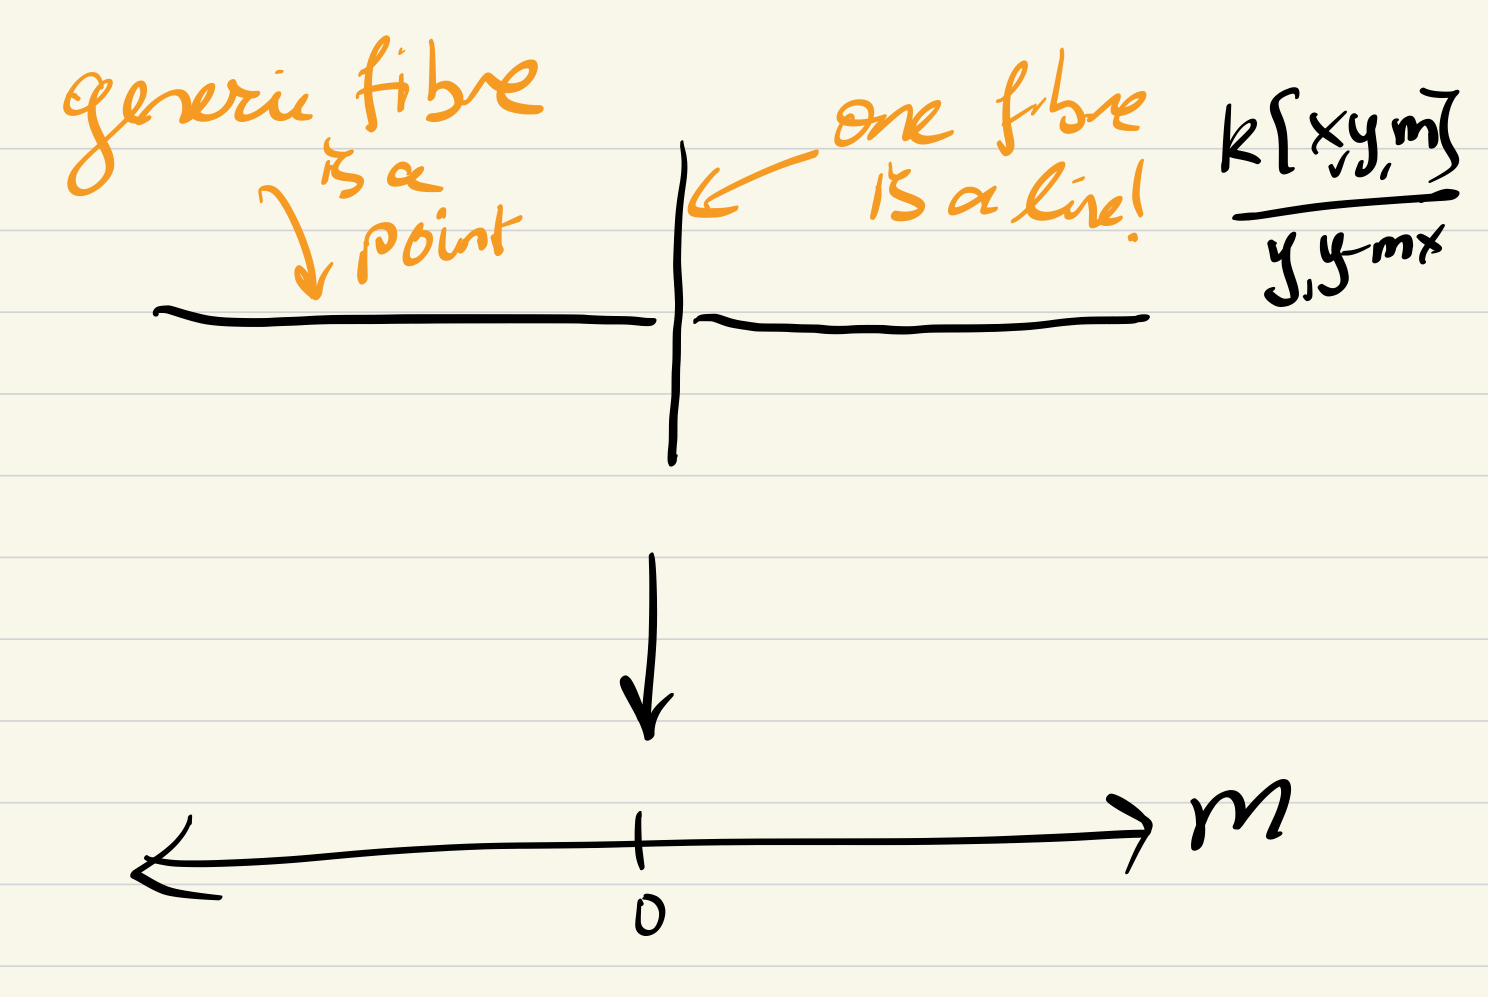 generic fibre
is a
point
one fibre
is a line!
k[x,y,m]
y,y-mx
m
0